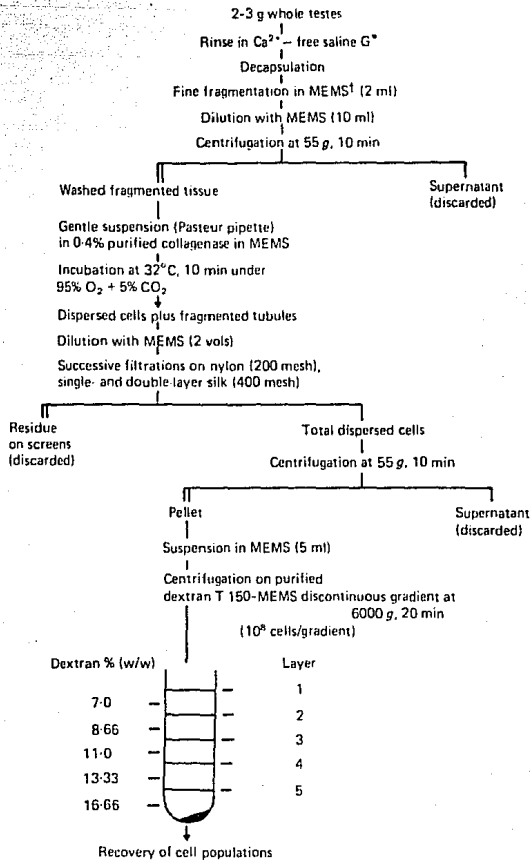 2-3 g whole testes
Rinse in Ca²⁺– free saline G*
Decapsulation
Fine fragmentation in MEMS† (2 ml)
Dilution with MEMS (10 ml)
Centrifugation at 55 g, 10 min
Washed fragmented tissue
Supernatant
(discarded)
Gentle suspension (Pasteur pipette)
in 0·4% purified collagenase in MEMS
Incubation at 32°C, 10 min under
95% O₂ + 5% CO₂
Dispersed cells plus fragmented tubules
Dilution with MEMS (2 vols)
Successive filtrations on nylon (200 mesh),
single- and double-layer silk (400 mesh)
Residue
on screens
(discarded)
Total dispersed cells
Centrifugation at 55 g, 10 min
Pellet
Supernatant
(discarded)
Suspension in MEMS (5 ml)
Centrifugation on purified
dextran T 150-MEMS discontinuous gradient at
6000 g, 20 min
(10⁸ cells/gradient)
Dextran % (w/w)
Layer
1
7·0
2
8·66
3
11·0
4
13·33
5
16·66
Recovery of cell populations